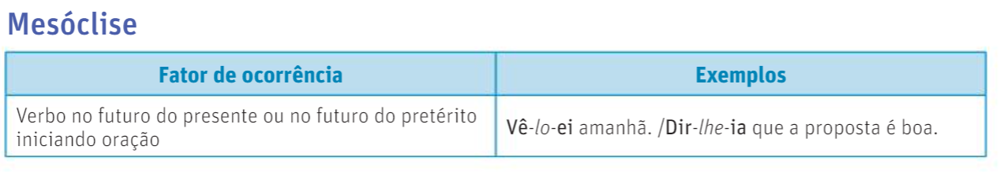 Mesóclise
Fator de ocorrência
Exemplos
Verbo no futuro do presente ou no futuro do pretérito
iniciando oração
Vê-lo-ei amanhã. /Dir-lhe-ia que a proposta é boa.